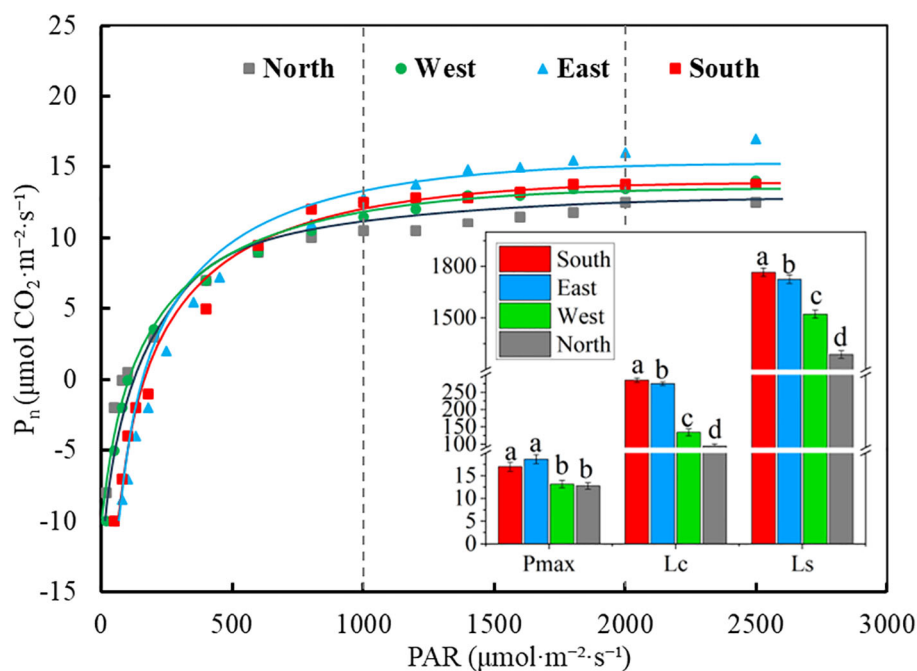 25
20
15
10
5
0
-5
-10
-15
Pₙ (μmol CO₂·m⁻²·s⁻¹)
North West East South
0 500 1000 1500 2000 2500 3000
PAR (μmol·m⁻²·s⁻¹)
South
East
West
North
1800
1500
250
200
150
100
15
10
5
0
a a b b
a b c d
a b c d
Pmax Lc Ls